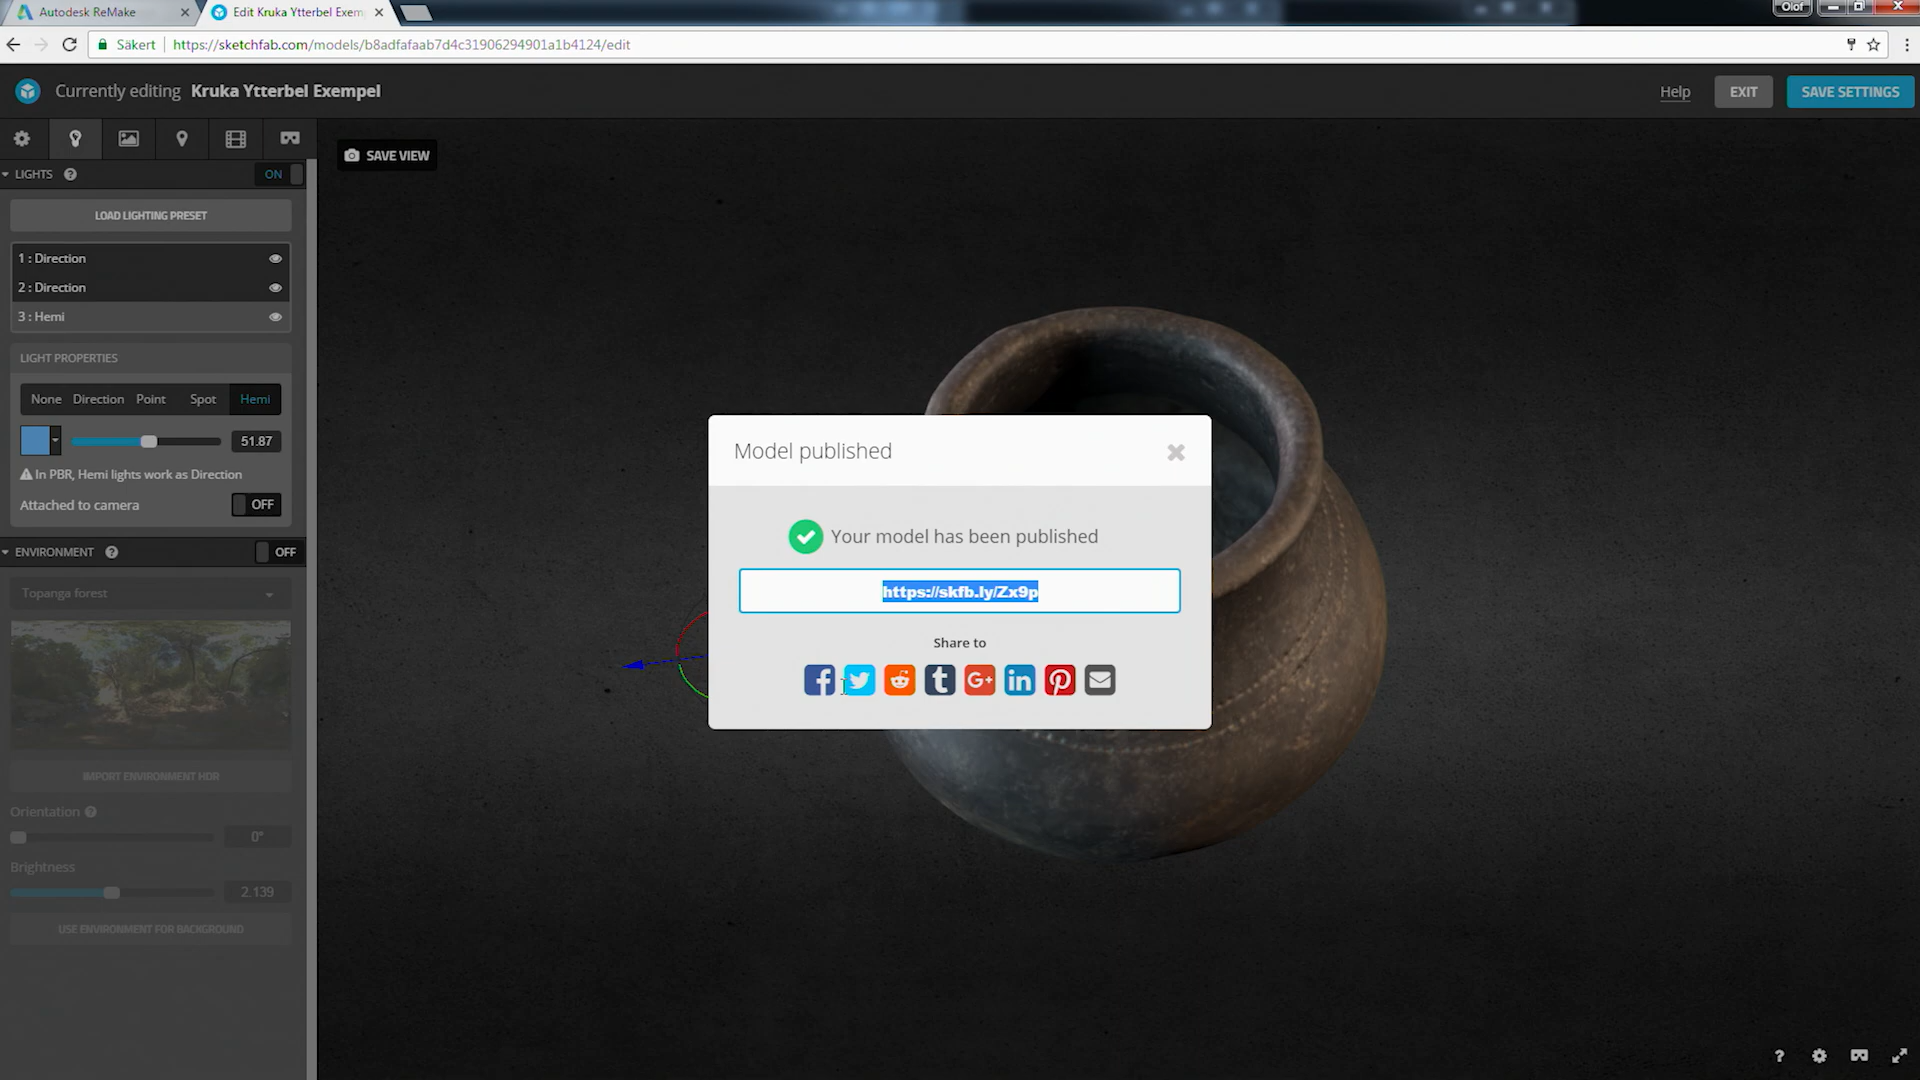 Autodesk ReMake
Edit Kruka Ytterbel Exem
Olof
Säkert
https://sketchfab.com/models/b8adfafaab7d4c31906294901a1b4124/edit
Currently editing Kruka Ytterbel Exempel
Help
EXIT
SAVE SETTINGS
SAVE VIEW
LIGHTS
ON
LOAD LIGHTING PRESET
1 : Direction
2 : Direction
3 : Hemi
LIGHT PROPERTIES
None Direction Point Spot Hemi
51.87
In PBR, Hemi lights work as Direction
Attached to camera
OFF
ENVIRONMENT
OFF
Topanga forest
IMPORT ENVIRONMENT HDR
Orientation
0°
Brightness
2.139
USE ENVIRONMENT FOR BACKGROUND
Model published
Your model has been published
https://skfb.ly/Zx9p
Share to